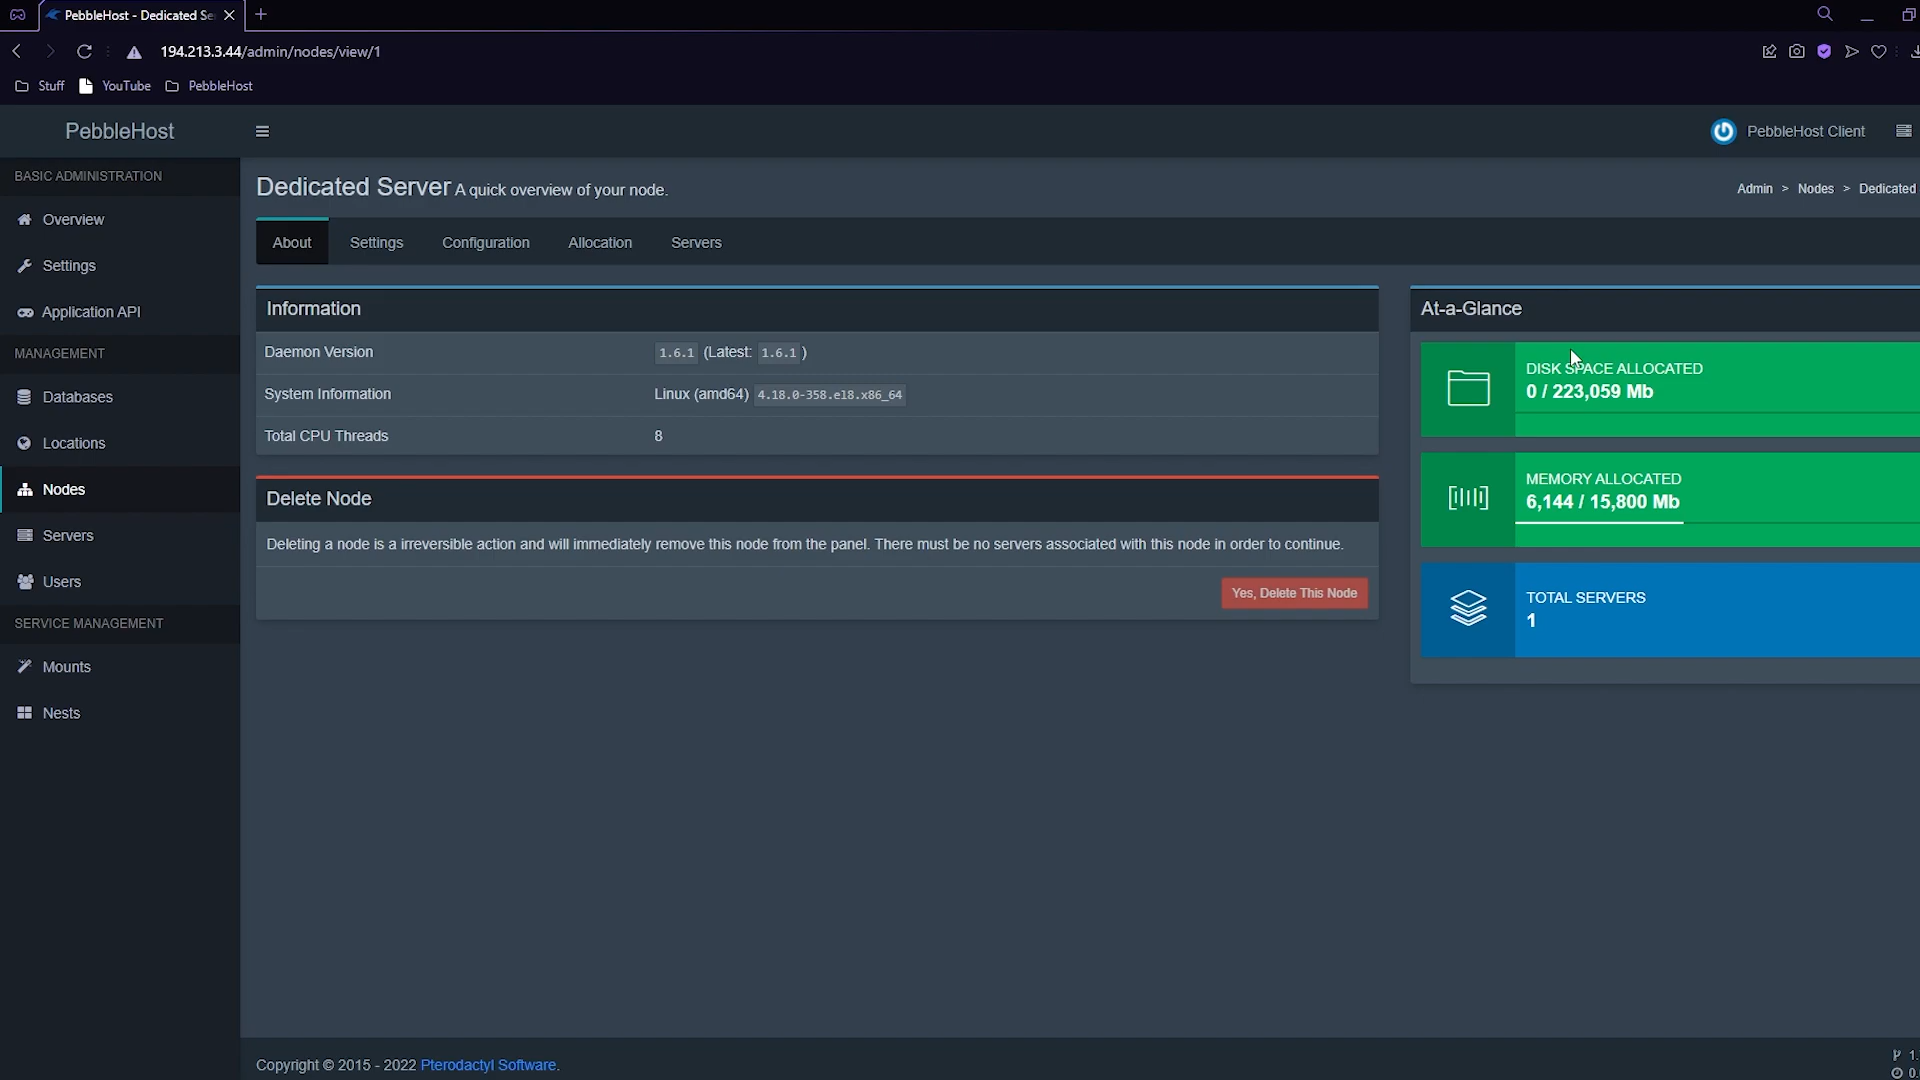 PebbleHost - Dedicated Se
194.213.3.44/admin/nodes/view/1
Stuff
YouTube
PebbleHost
PebbleHost
PebbleHost Client
BASIC ADMINISTRATION
Overview
Settings
Application API
MANAGEMENT
Databases
Locations
Nodes
Servers
Users
SERVICE MANAGEMENT
Mounts
Nests
Dedicated Server A quick overview of your node.
Admin > Nodes > Dedicated
About
Settings
Configuration
Allocation
Servers
Information
Daemon Version 1.6.1 (Latest: 1.6.1 )
System Information Linux (amd64) 4.18.0-358.el8.x86_64
Total CPU Threads 8
Delete Node
Deleting a node is a irreversible action and will immediately remove this node from the panel. There must be no servers associated with this node in order to continue.
Yes, Delete This Node
At-a-Glance
DISK SPACE ALLOCATED
0 / 223,059 Mb
MEMORY ALLOCATED
6,144 / 15,800 Mb
TOTAL SERVERS
1
Copyright © 2015 - 2022 Pterodactyl Software.
1.
0.